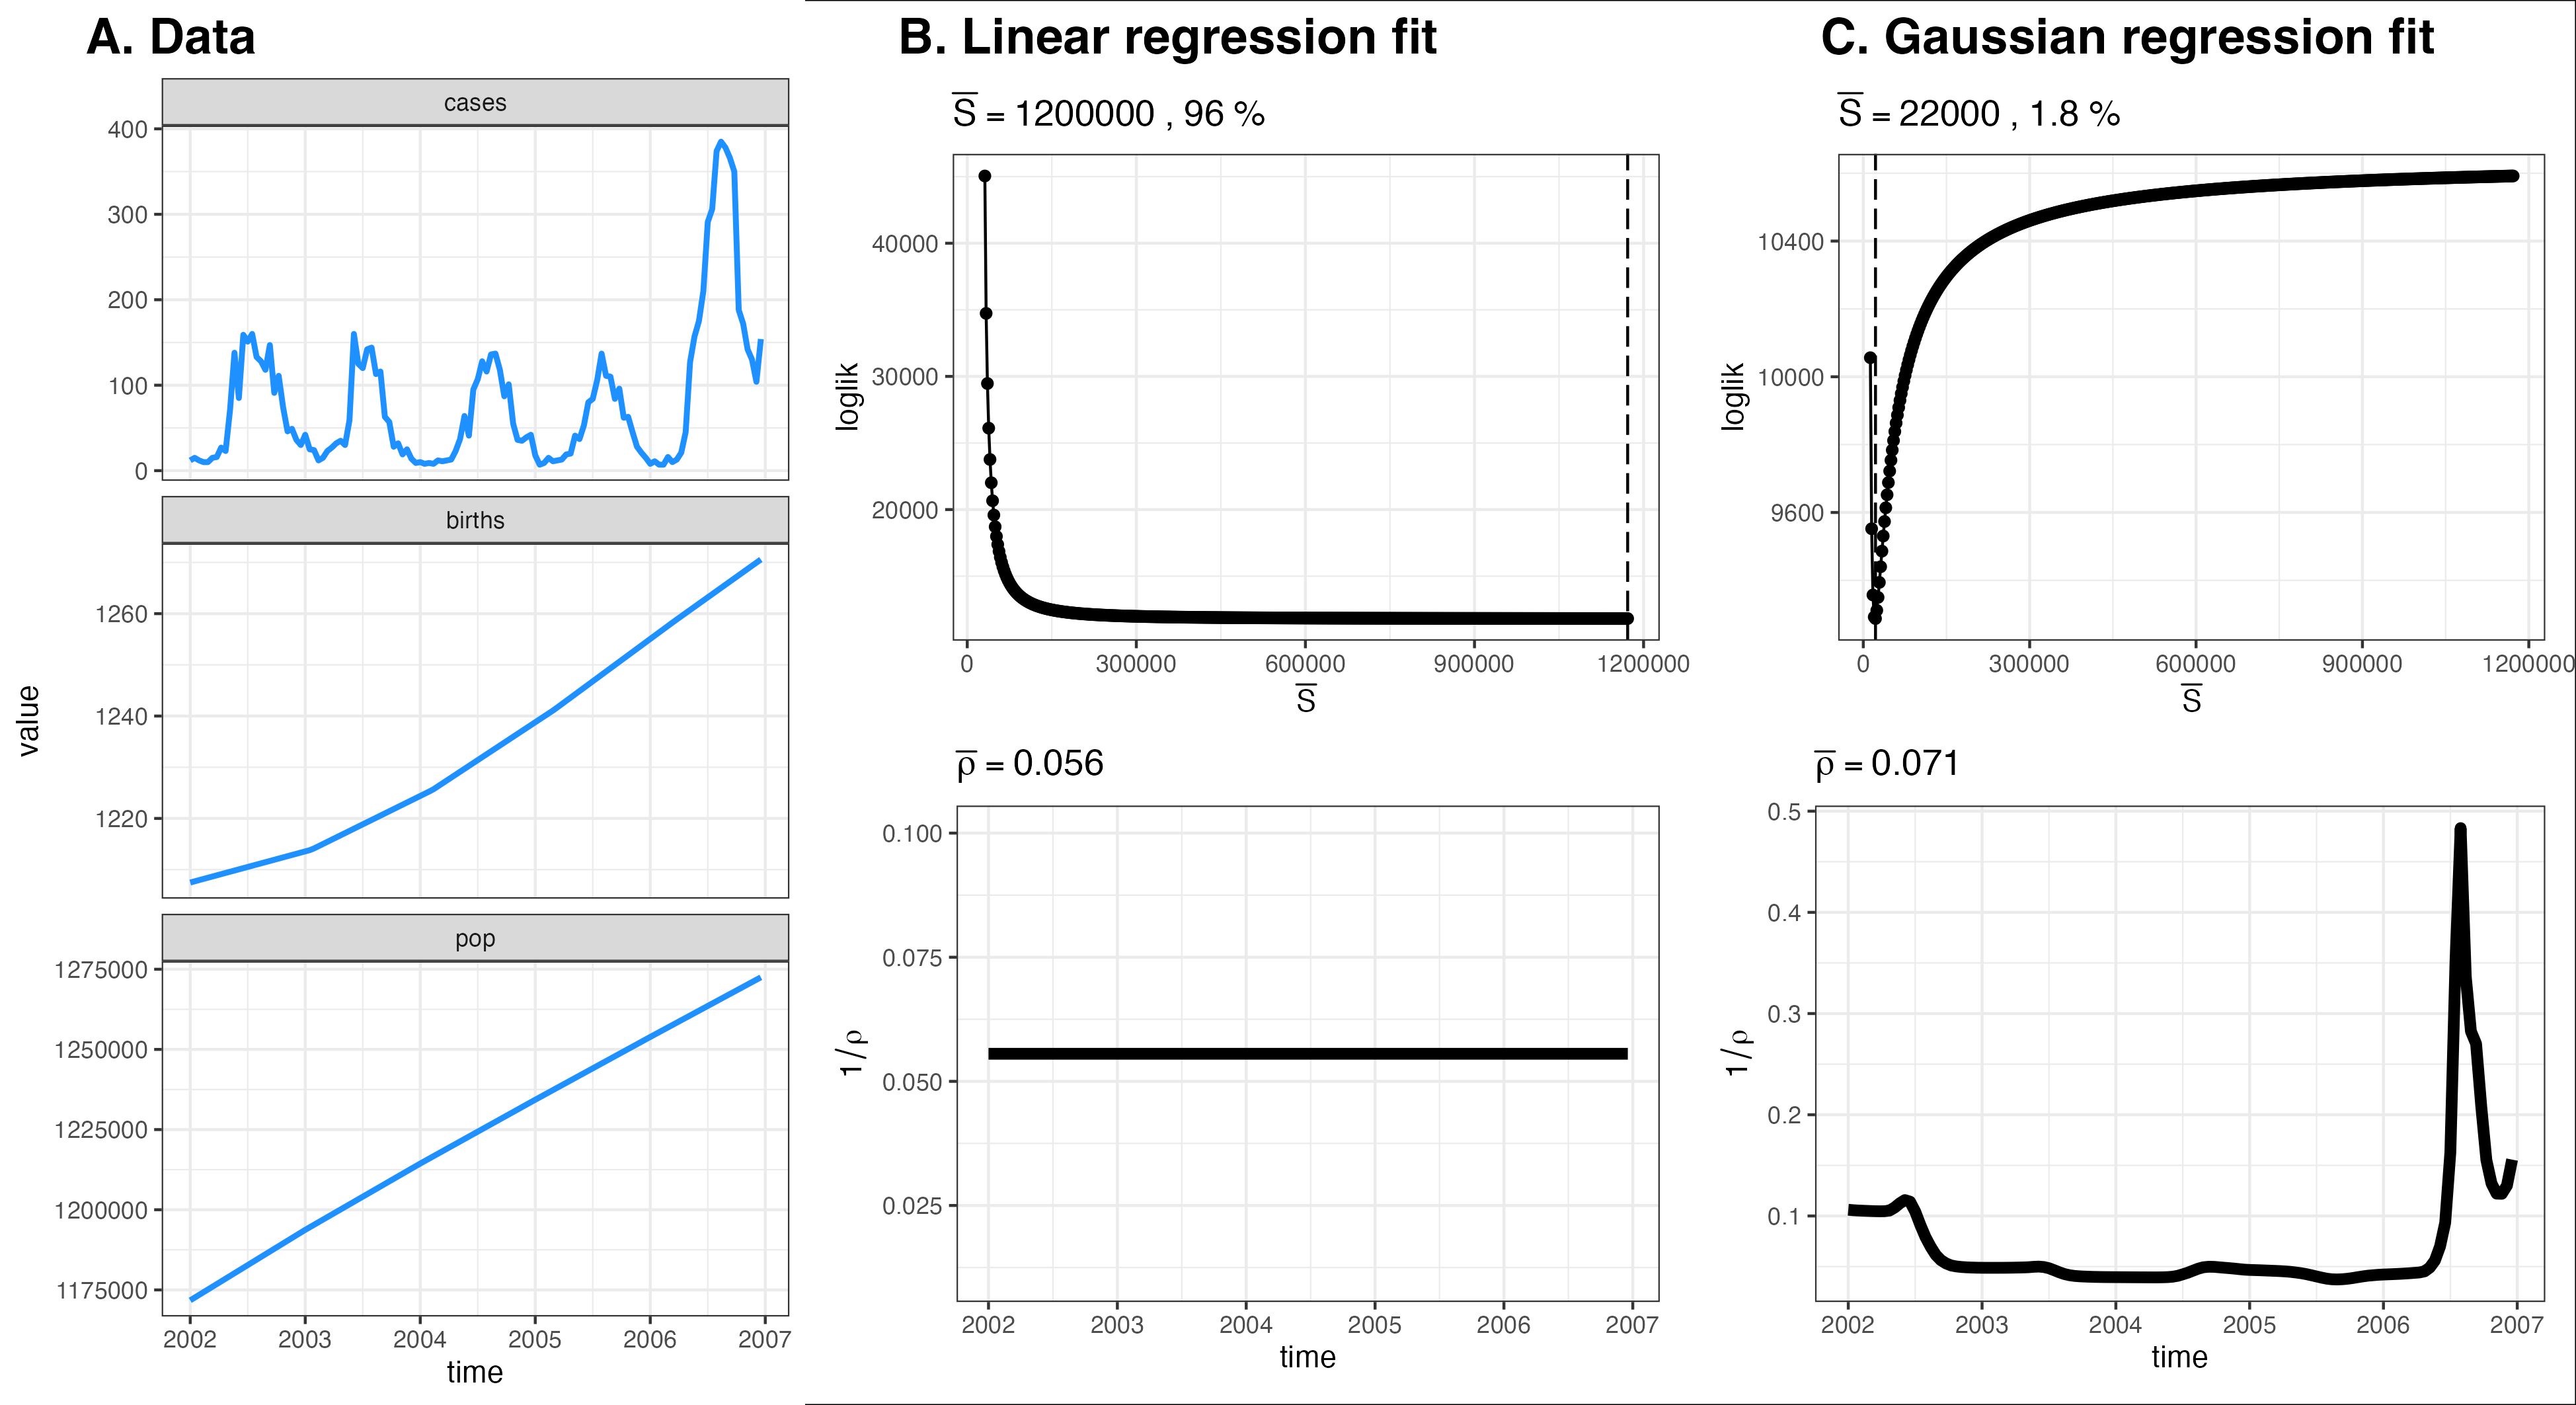 A. Data
cases
400
300
200
100
0
births
1260
1240
1220
pop
1275000
1250000
1225000
1200000
1175000
2002 2003 2004 2005 2006 2007
time
value
B. Linear regression fit
S̅ = 1200000 , 96 %
loglik
40000
30000
20000
0 300000 600000 900000 1200000
S̅
ρ̅ = 0.056
1/ρ
0.100
0.075
0.050
0.025
2002 2003 2004 2005 2006 2007
time
C. Gaussian regression fit
S̅ = 22000 , 1.8 %
loglik
10400
10000
9600
0 300000 600000 900000 1200000
S̅
ρ̅ = 0.071
1/ρ
0.5
0.4
0.3
0.2
0.1
2002 2003 2004 2005 2006 2007
time